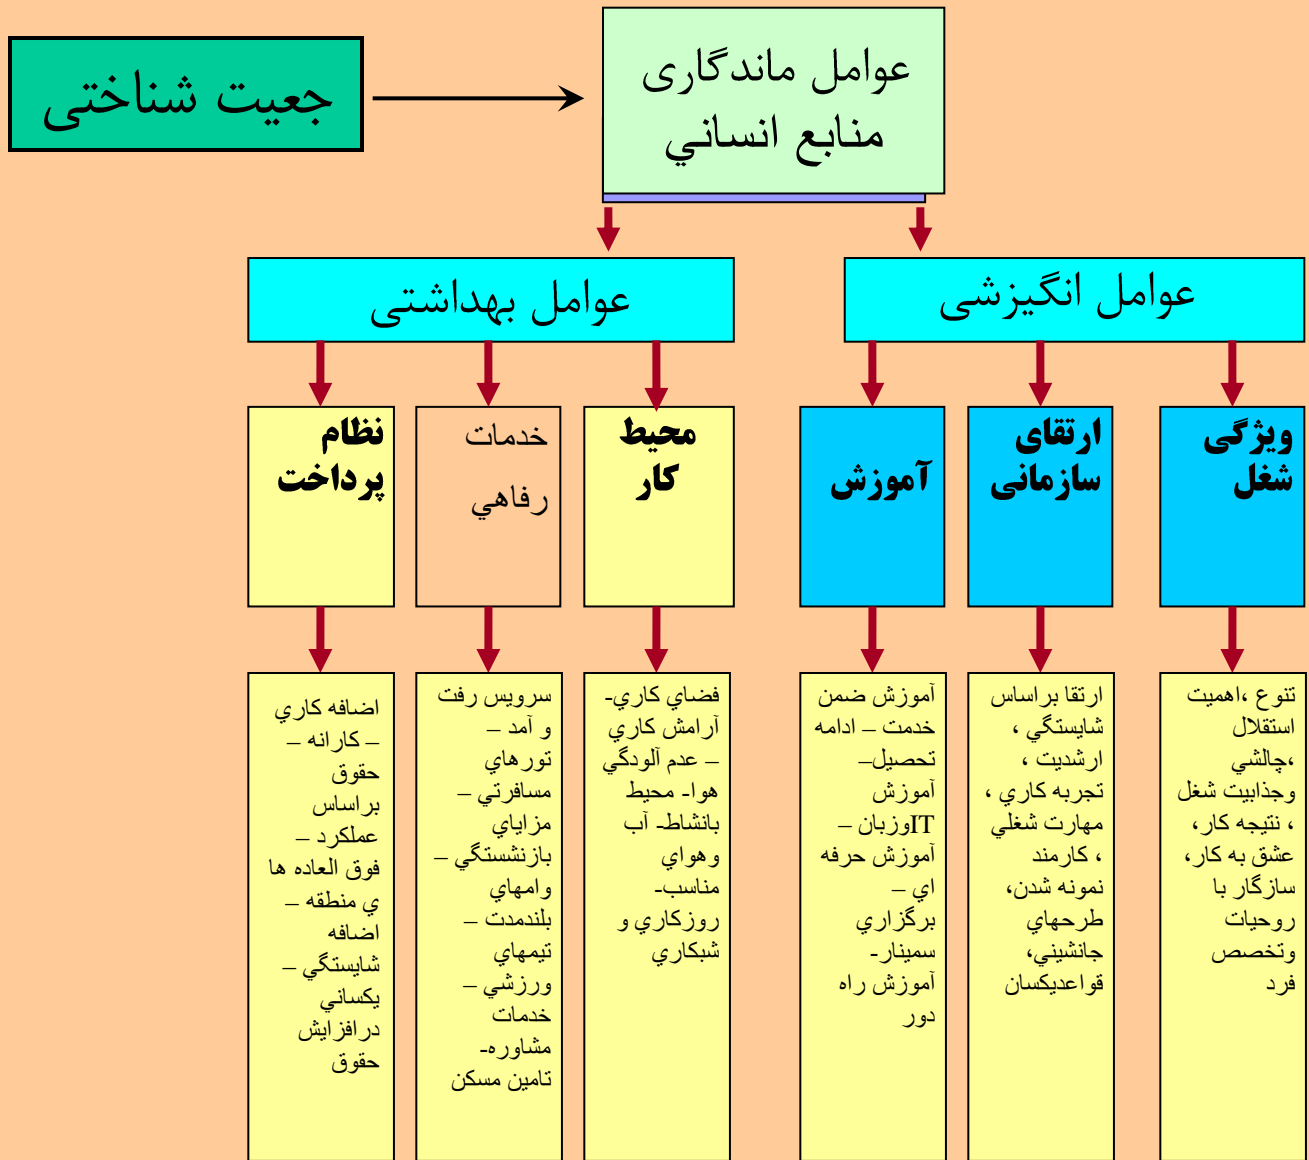 عوامل ماندگاری
منابع انساني
جعيت شناختی
عوامل انگيزشی
عوامل بهداشتی
ویژگی
شغل
ارتقای
سازمانی
آموزش
محیط
کار
خدمات
رفاهي
نظام
پرداخت
تنوع ،اهميت
استقلال
،چالشي
وجذابيت شغل
، نتيجه كار،
عشق به كار،
سازگار با
روحيات
وتخصص
فرد
ارتقا براساس
شايستگي ،
ارشديت ،
تجربه كاري ،
مهارت شغلي
، كارمند
نمونه شدن،
طرحهاي
جانشيني،
قواعديكسان
آموزش ضمن
خدمت – ادامه
تحصيل–
آموزش
ITوزبان –
آموزش حرفه
اي –
برگزاري
سمينار-
آموزش راه
دور
فضاي كاري-
آرامش كاري
– عدم آلودگي
هوا- محيط
بانشاط- آب
وهواي
مناسب-
روزكاري و
شبكاري
سرويس رفت
و آمد –
تورهاي
مسافرتي –
مزاياي
بازنشستگي –
وامهاي
بلندمدت –
تيمهاي
ورزشي –
خدمات
مشاوره-
تامين مسكن
اضافه كاري
– كارانه –
حقوق
براساس
عملكرد –
فوق العاده ها
ي منطقه –
اضافه
شايستگي –
يكساني
درافزايش
حقوق